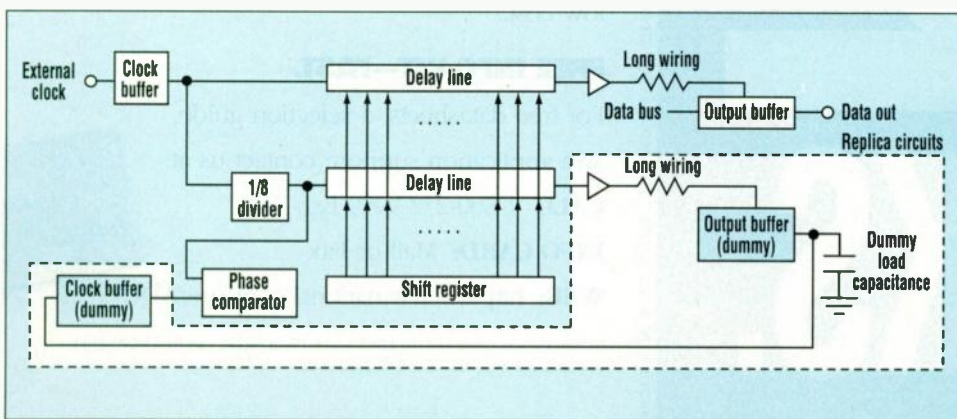 External
clock
Clock
buffer
Delay line
Long wiring
Data bus
Output buffer
Data out
Replica circuits
1/8
divider
Delay line
Long wiring
Output buffer
(dummy)
Dummy
load
capacitance
Phase
comparator
Shift register
Clock buffer
(dummy)